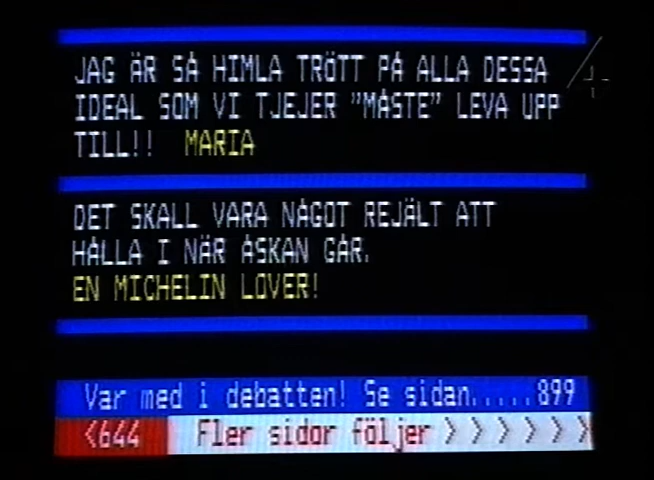 JAG ÄR SÅ HIMLA TRÖTT PÅ ALLA DESSA
IDEAL SOM VI TJEJER "MÅSTE" LEVA UPP
TILL!! MARIA
4
DET SKALL VARA NÅGOT REJÄLT ATT
HÅLLA I NÄR ÅSKAN GÅR.
EN MICHELIN LOVER!
Var med i debatten! Se sidan.....899
<644 Fler sidor följer > > > > > >